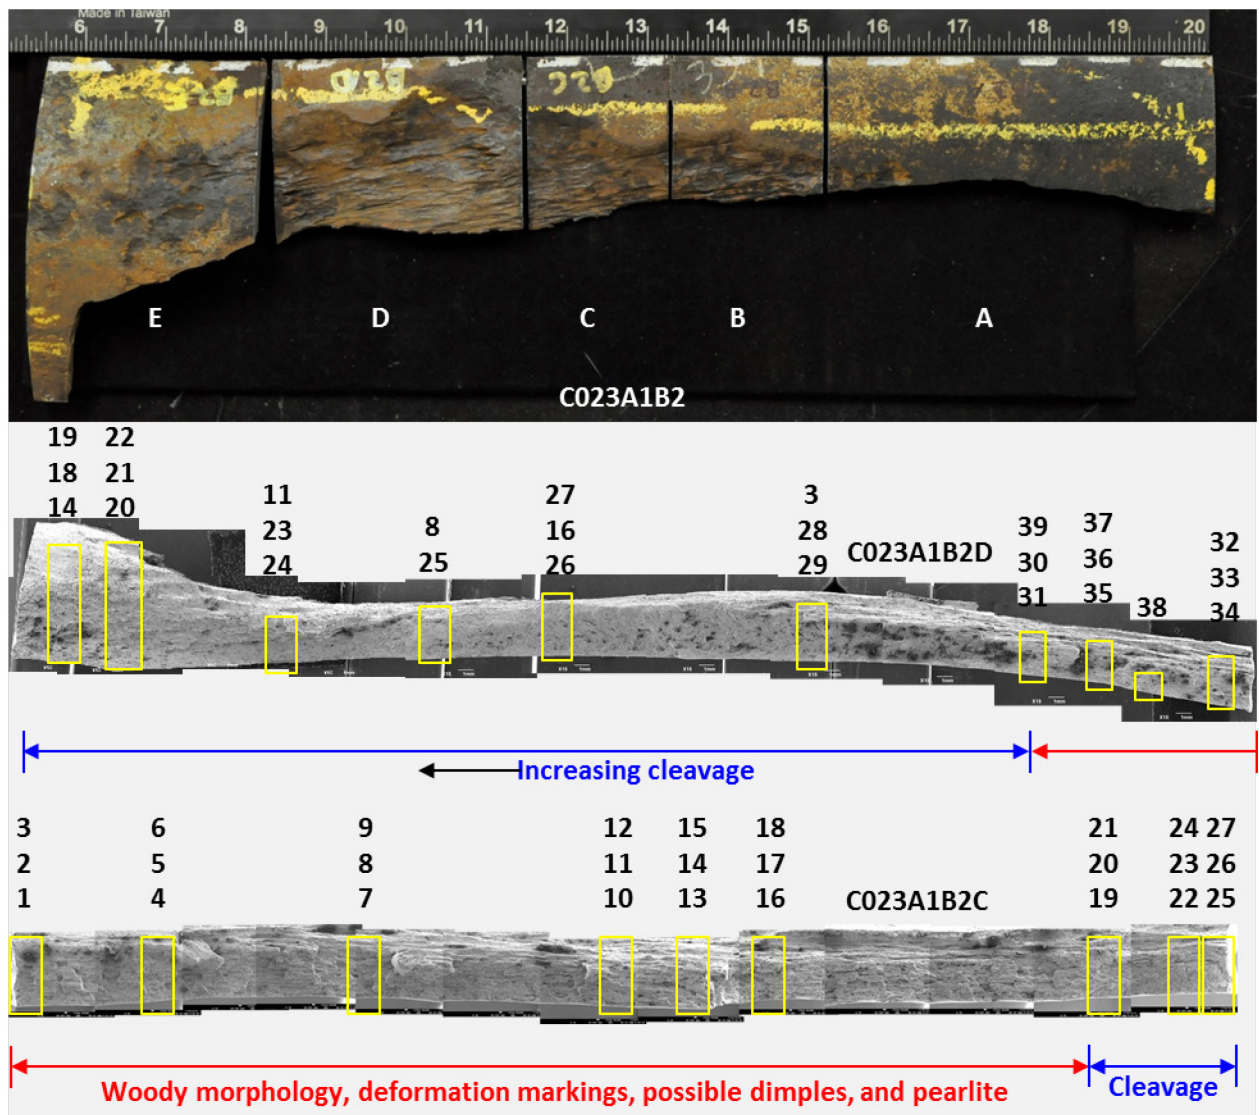 Made in Taiwan
6 7 8 9 10 11 12 13 14 15 16 17 18 19 20
B2D B2C
E D C B A
C023A1B2
19 22
18 21
14 20
11
23
24
8
25
27
16
26
3
28
29
C023A1B2D
39
30
31
37
36
35
38
32
33
34
Increasing cleavage
3 6 9 12 15 18 21 24 27
2 5 8 11 14 17 20 23 26
1 4 7 10 13 16 C023A1B2C 19 22 25
Woody morphology, deformation markings, possible dimples, and pearlite
Cleavage